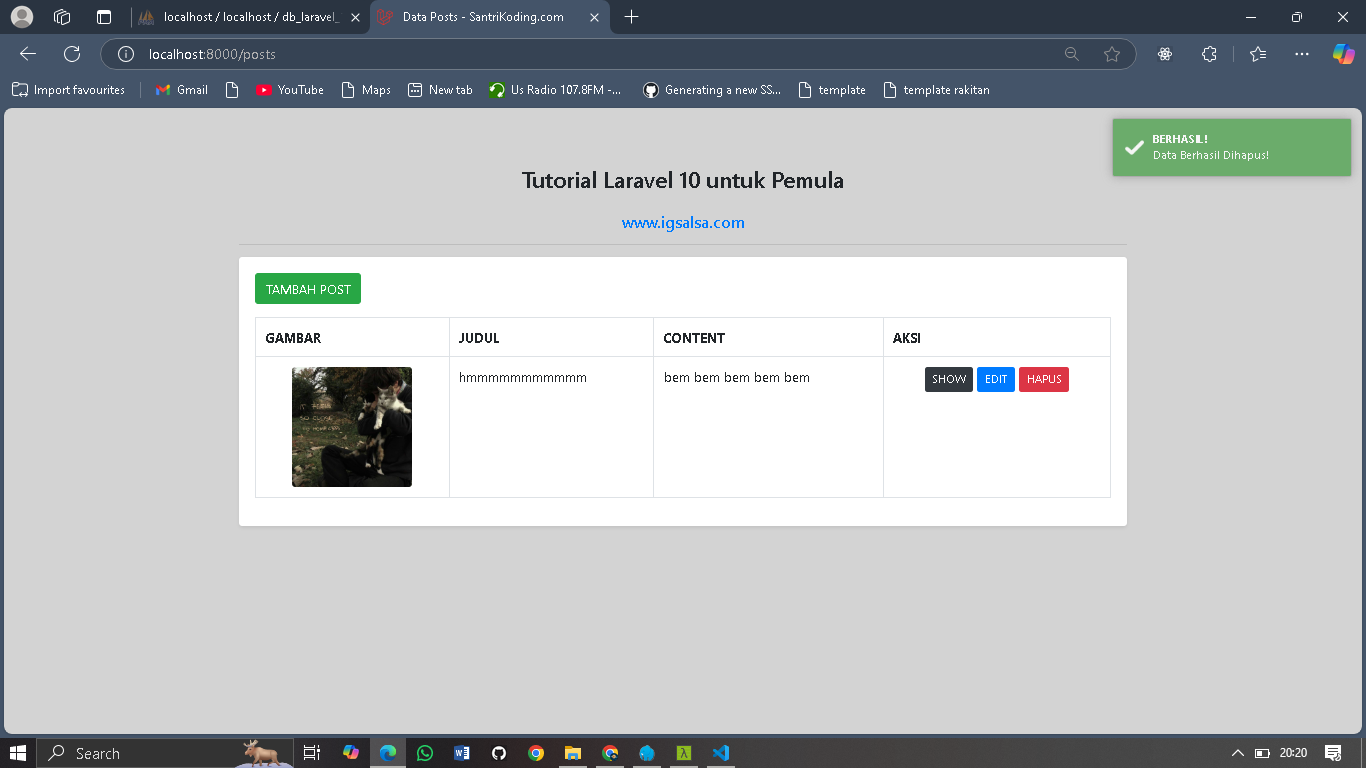 localhost / localhost / db_laravel_
Data Posts - SantriKoding.com
localhost:8000/posts
Import favourites
Gmail
YouTube
Maps
New tab
Us Radio 107.8FM -...
Generating a new SS...
template
template rakitan
BERHASIL!
Data Berhasil Dihapus!
Tutorial Laravel 10 untuk Pemula
www.igsalsa.com
TAMBAH POST
GAMBAR JUDUL CONTENT AKSI
hmmmmmmmmmmm bem bem bem bem bem SHOW EDIT HAPUS
SO CLOSE
Search
20:20